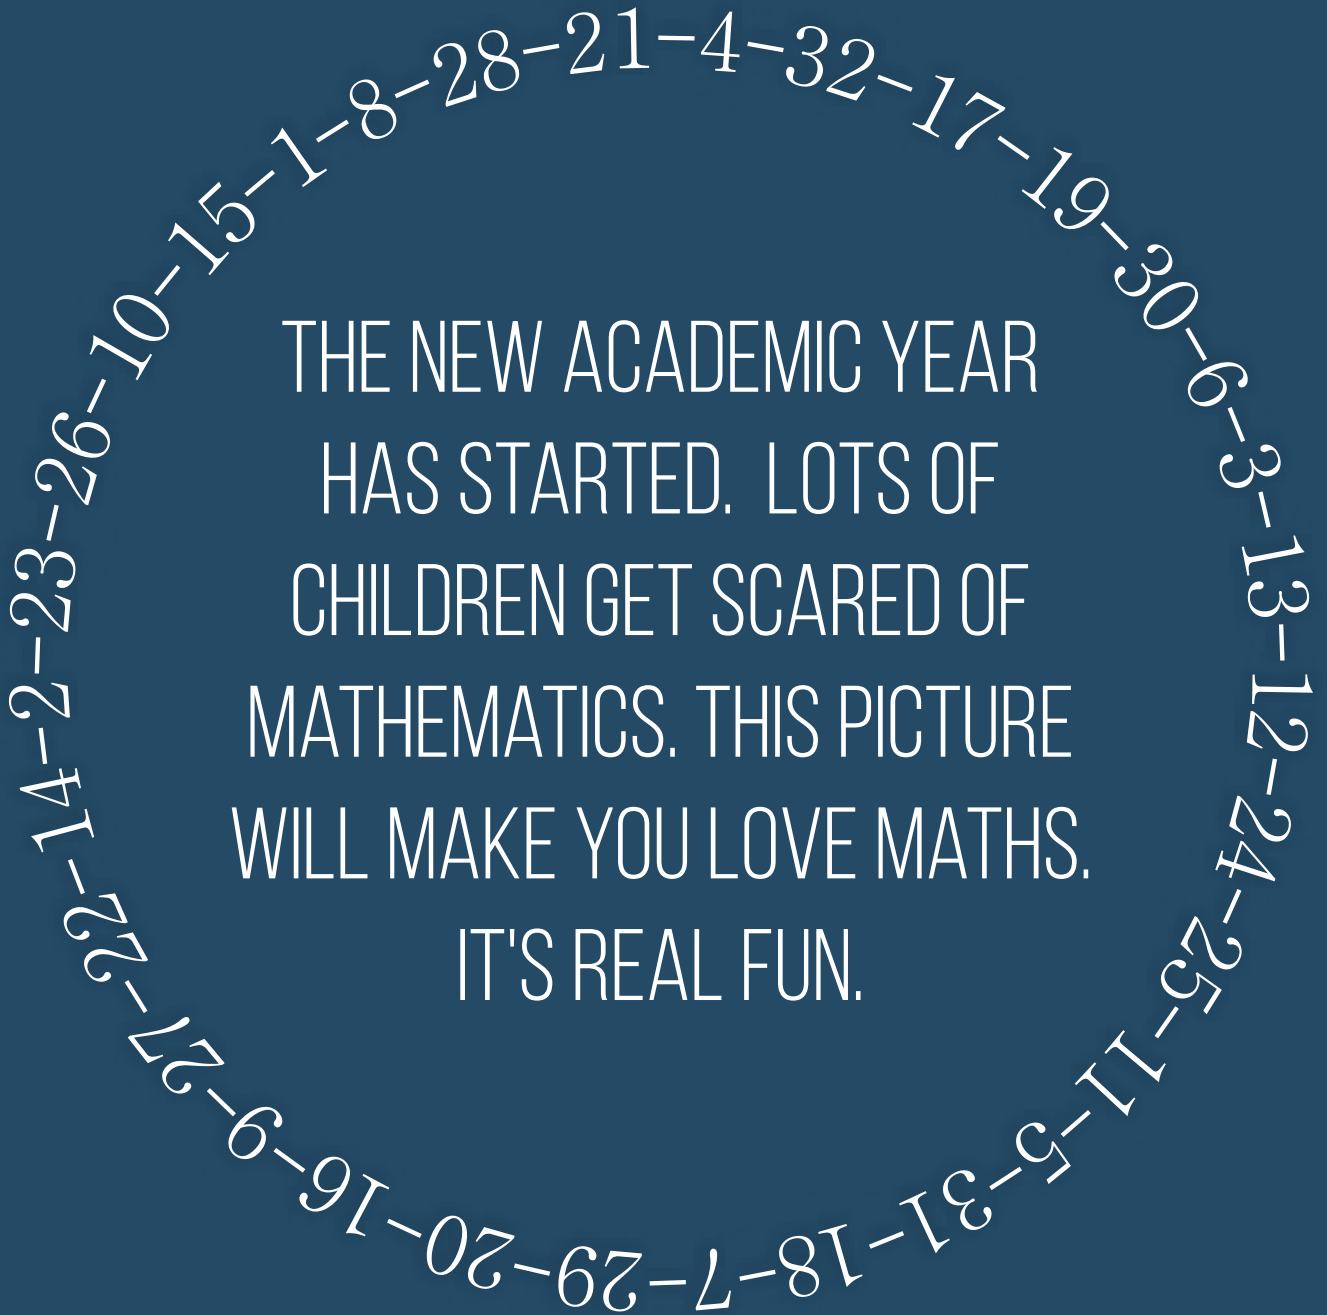 1-8-28-21-4-32-17-19-30-6-3-13-12-24-25-11-5-31-18-7-29-20-16-9-27-22-14-2-23-26-10-15-
THE NEW ACADEMIC YEAR
HAS STARTED. LOTS OF
CHILDREN GET SCARED OF
MATHEMATICS. THIS PICTURE
WILL MAKE YOU LOVE MATHS.
IT'S REAL FUN.